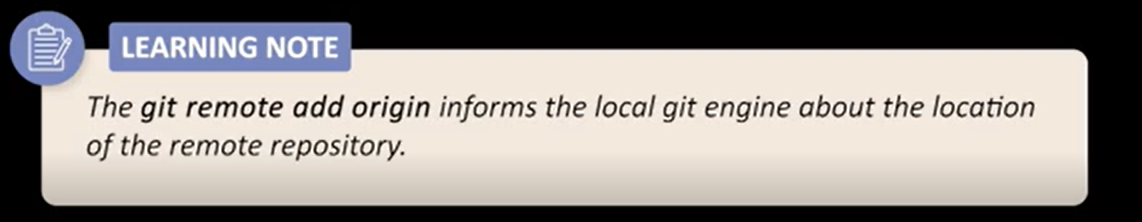 LEARNING NOTE
The git remote add origin informs the local git engine about the location
of the remote repository.